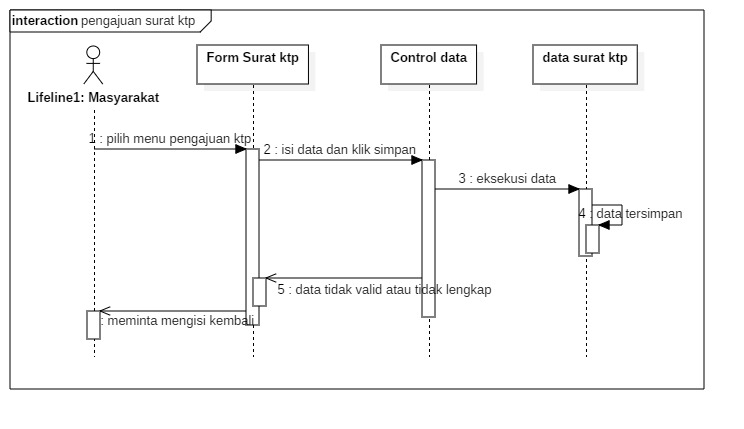 interaction pengajuan surat ktp
Form Surat ktp
Control data
data surat ktp
Lifeline1: Masyarakat
1 : pilih menu pengajuan ktp
2 : isi data dan klik simpan
3 : eksekusi data
4 : data tersimpan
5 : data tidak valid atau tidak lengkap
: meminta mengisi kembali